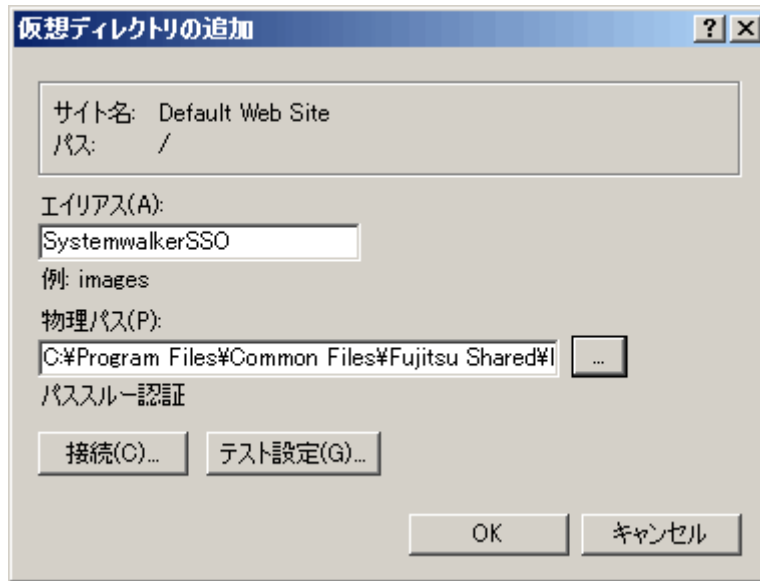 仮想ディレクトリの追加
サイト名: Default Web Site
パス: /
エイリアス(A):
SystemwalkerSSO
例: images
物理パス(P):
C:¥Program Files¥Common Files¥Fujitsu Shared¥I ...
パススルー認証
接続(C)... テスト設定(G)...
OK キャンセル